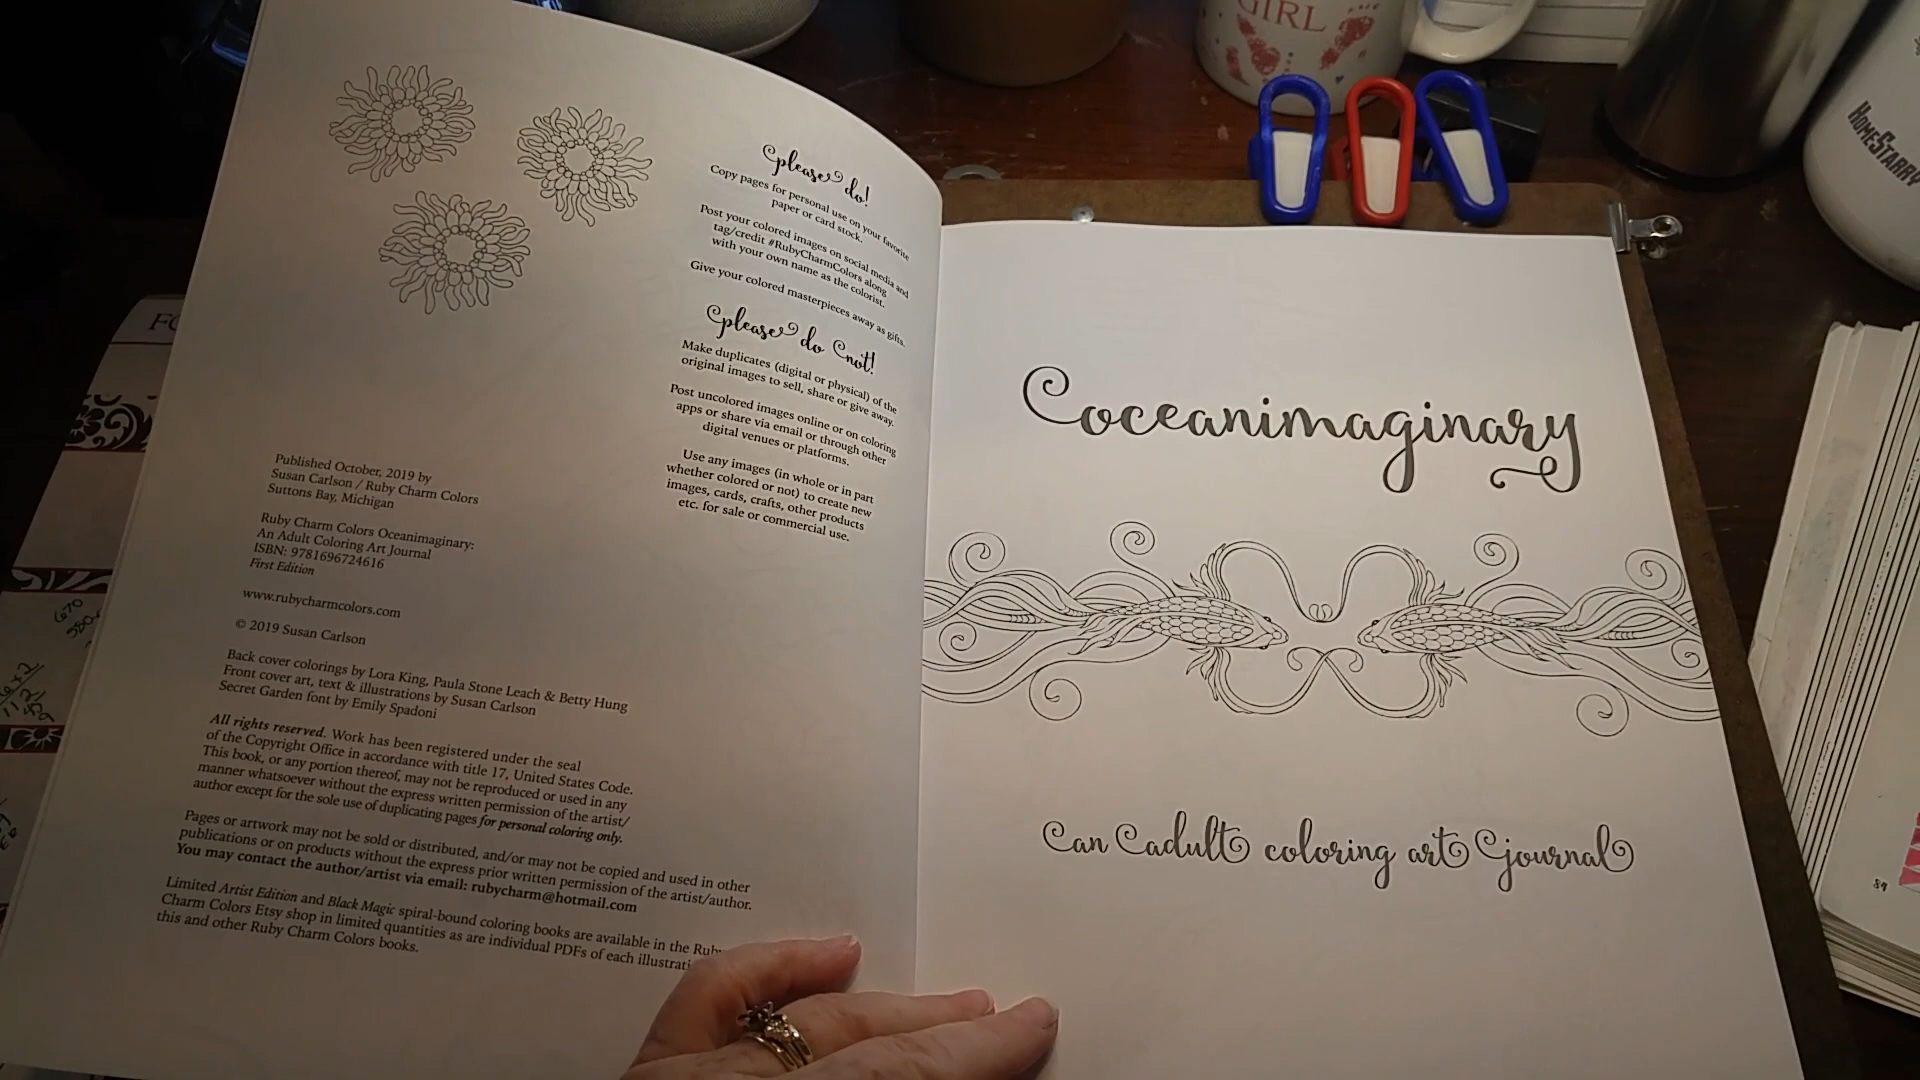 please do!
Copy pages for personal use on your favorite
paper or card stock.
Post your colored images on social media and
tag/credit #RubyCharmColors along
with your own name as the colorist.
Give your colored masterpieces away as gifts.
please do not!
Make duplicates (digital or physical) of the
original images to sell, share or give away.
Post uncolored images online or on coloring
apps or share via email or through other
digital venues or platforms.
Use any images (in whole or in part
whether colored or not) to create new
images, cards, crafts, other products
etc. for sale or commercial use.
Published October, 2019 by
Susan Carlson / Ruby Charm Colors
Suttons Bay, Michigan
Ruby Charm Colors Oceanimaginary:
An Adult Coloring Art Journal
ISBN: 9781696724616
First Edition
www.rubycharmcolors.com
© 2019 Susan Carlson
Back cover colorings by Lora King, Paula Stone Leach & Betty Hung
Front cover art, text & illustrations by Susan Carlson
Secret Garden font by Emily Spadoni
All rights reserved. Work has been registered under the seal
of the Copyright Office in accordance with title 17, United States Code.
This book, or any portion thereof, may not be reproduced or used in any
manner whatsoever without the express written permission of the artist/
author except for the sole use of duplicating pages for personal coloring only.
Pages or artwork may not be sold or distributed, and/or may not be copied and used in other
publications or on products without the express prior written permission of the artist/author.
You may contact the author/artist via email: rubycharm@hotmail.com
Limited Artist Edition and Black Magic spiral-bound coloring books are available in the Ruby
Charm Colors Etsy shop in limited quantities as are individual PDFs of each illustrati
this and other Ruby Charm Colors books.
oceanimaginary
an adult coloring art journal
GIRL
HOMESTARRY
84
670